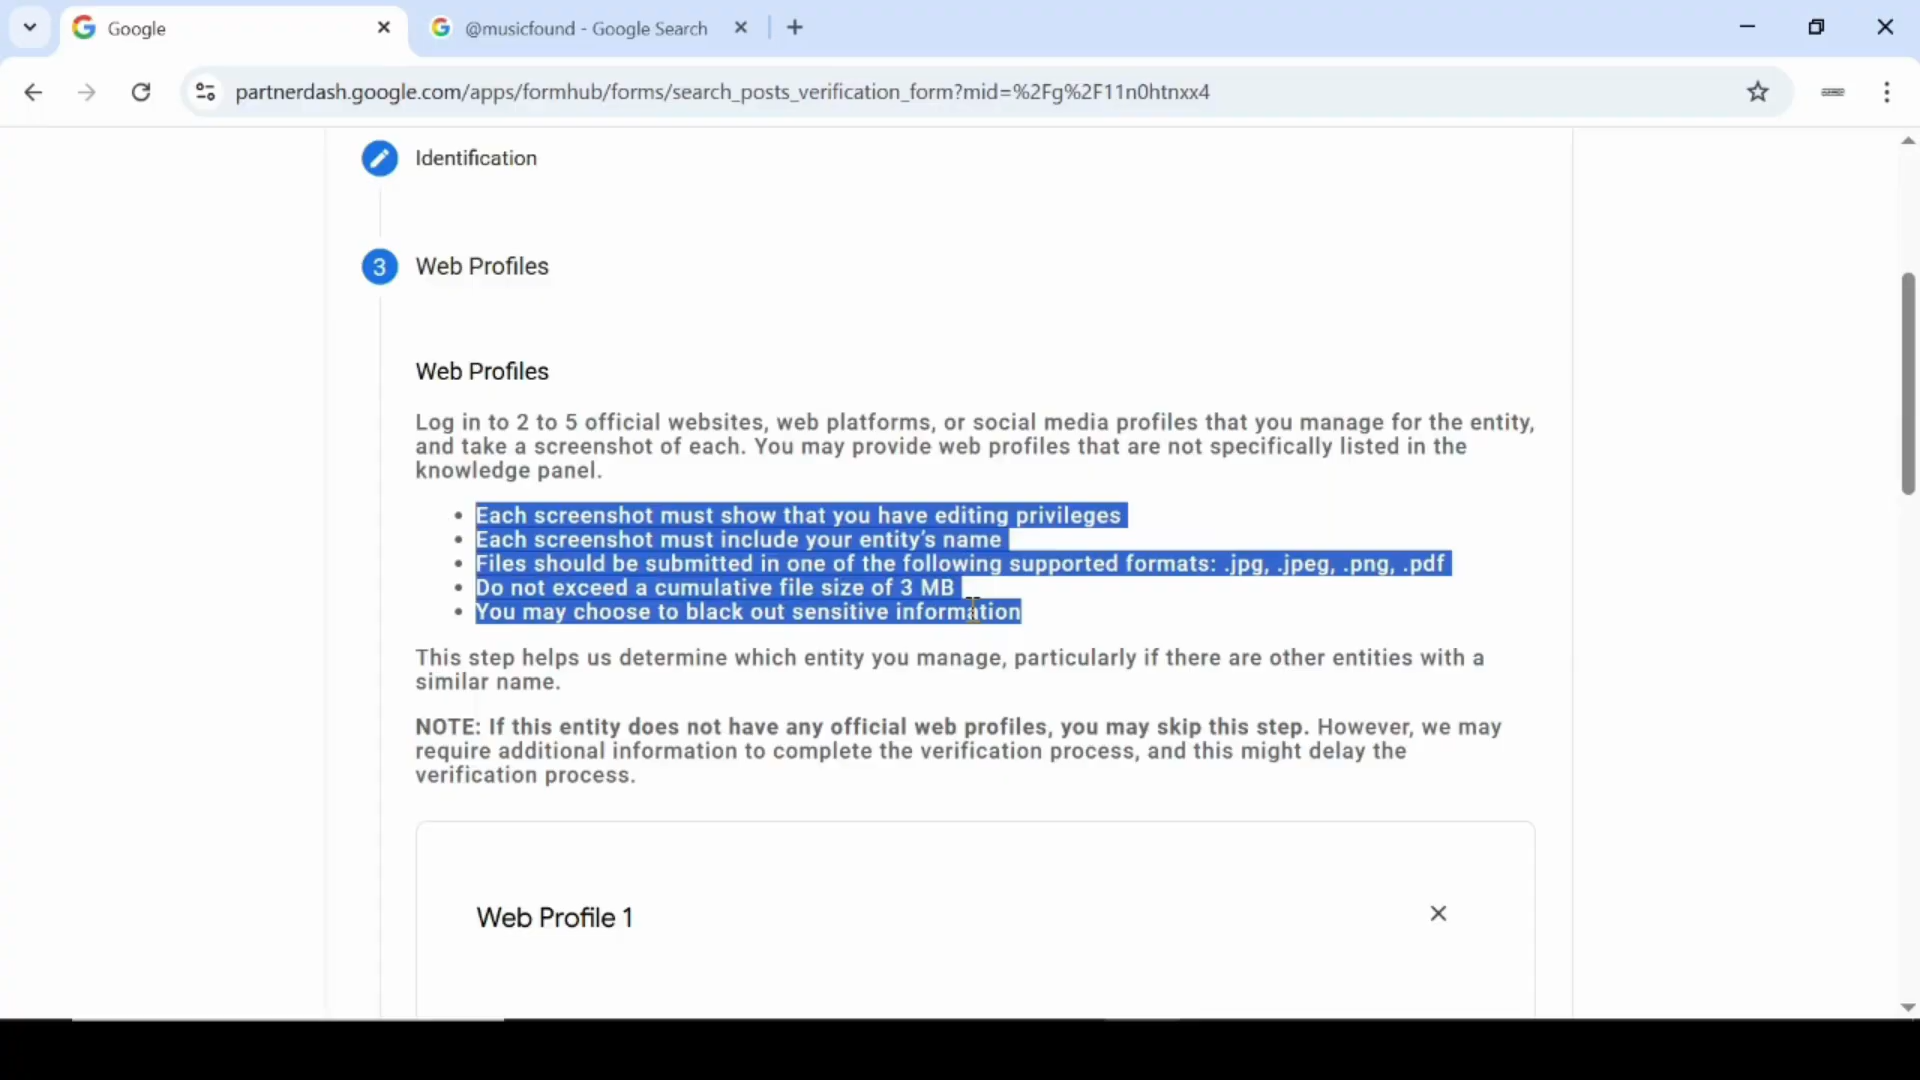 Google
@musicfound - Google Search
partnerdash.google.com/apps/formhub/forms/search_posts_verification_form?mid=%2Fg%2F11n0htnxx4
Identification
3 Web Profiles
Web Profiles
Log in to 2 to 5 official websites, web platforms, or social media profiles that you manage for the entity,
and take a screenshot of each. You may provide web profiles that are not specifically listed in the
knowledge panel.
• Each screenshot must show that you have editing privileges
• Each screenshot must include your entity's name
• Files should be submitted in one of the following supported formats: .jpg, .jpeg, .png, .pdf
• Do not exceed a cumulative file size of 3 MB
• You may choose to black out sensitive information
This step helps us determine which entity you manage, particularly if there are other entities with a
similar name.
NOTE: If this entity does not have any official web profiles, you may skip this step. However, we may
require additional information to complete the verification process, and this might delay the
verification process.
Web Profile 1